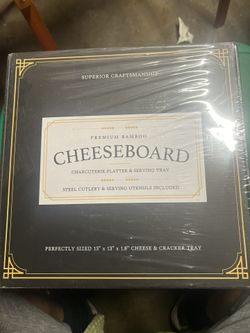 SUPERIOR CRAFTSMANSHIP
PREMIUM BAMBOO
CHEESEBOARD
CHARCUTERIE PLATTER & SERVING TRAY
STEEL CUTLERY & SERVING UTENSILS INCLUDED
PERFECTLY SIZED 13" x 13" x 1.8" CHEESE & CRACKER TRAY